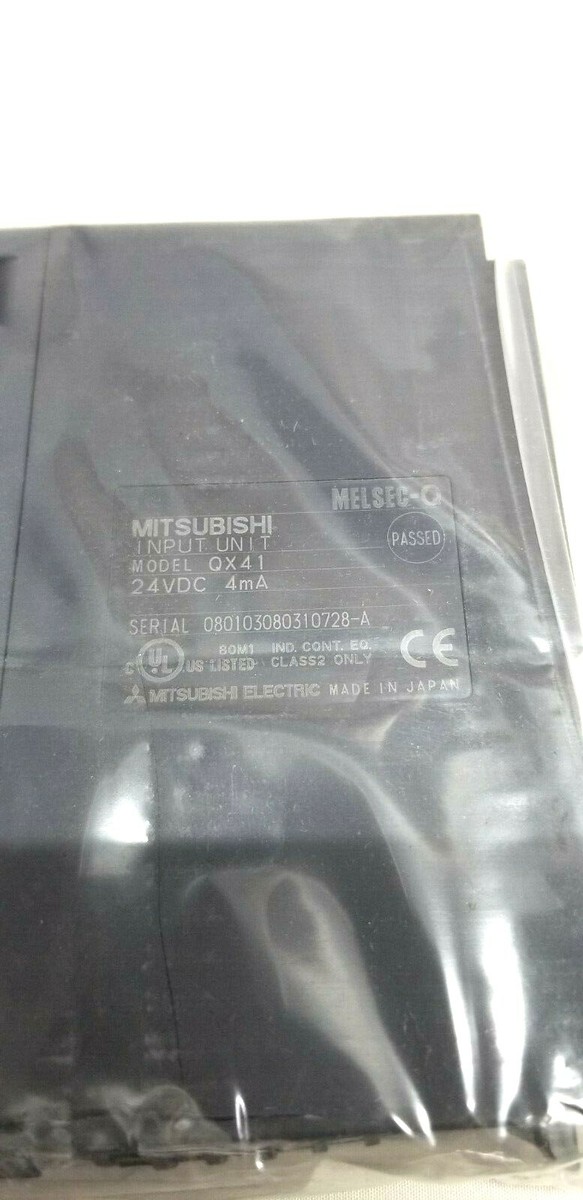 MELSEC-Q
MITSUBISHI
INPUT UNIT
PASSED
MODEL QX41
24VDC 4mA
SERIAL 080103080310728-A
C UL US LISTED 80M1 IND. CONT. EQ.
CLASS2 ONLY
CE
MITSUBISHI ELECTRIC MADE IN JAPAN